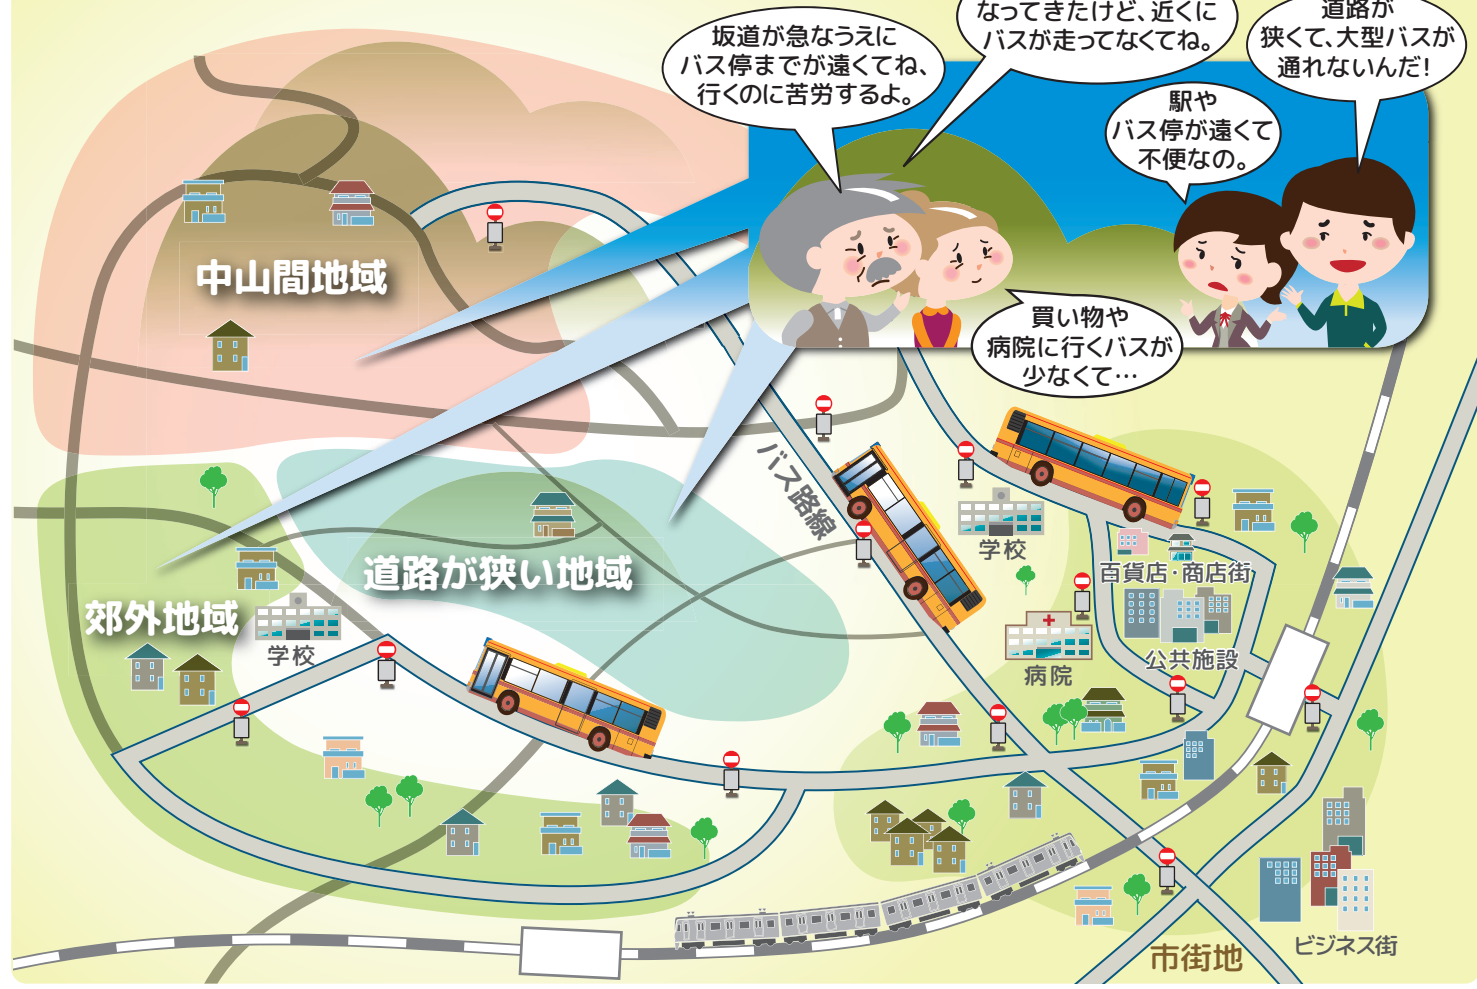 なってきたけど、近くに
バスが走ってなくてね。
道路が
狭くて、大型バスが
通れないんだ!
坂道が急なうえに
バス停までが遠くてね、
行くのに苦労するよ。
駅や
バス停が遠くて
不便なの。
買い物や
病院に行くバスが
少なくて…
中山間地域
道路が狭い地域
郊外地域
学校
バス路線
学校
百貨店・商店街
公共施設
病院
市街地
ビジネス街